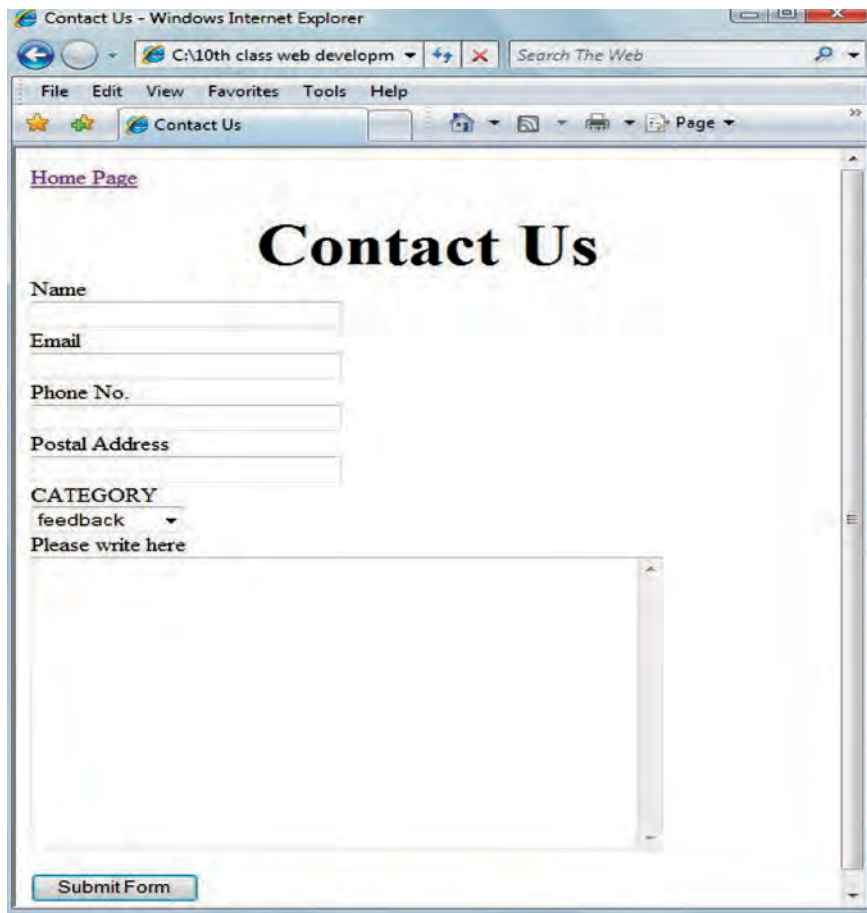 Contact Us - Windows Internet Explorer
C:\10th class web developm
Search The Web
File Edit View Favorites Tools Help
Contact Us
Page
Home Page
Contact Us
Name
Email
Phone No.
Postal Address
CATEGORY
feedback
Please write here
Submit Form